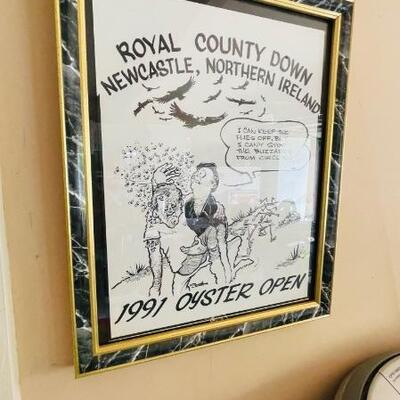 ROYAL COUNTY DOWN
NEWCASTLE, NORTHERN IRELAND
I CAN KEEP THE
FLIES OFF, BUT
I CAN'T STOP
THE BUZZARDS
FROM CIRCLING
1991 OYSTER OPEN